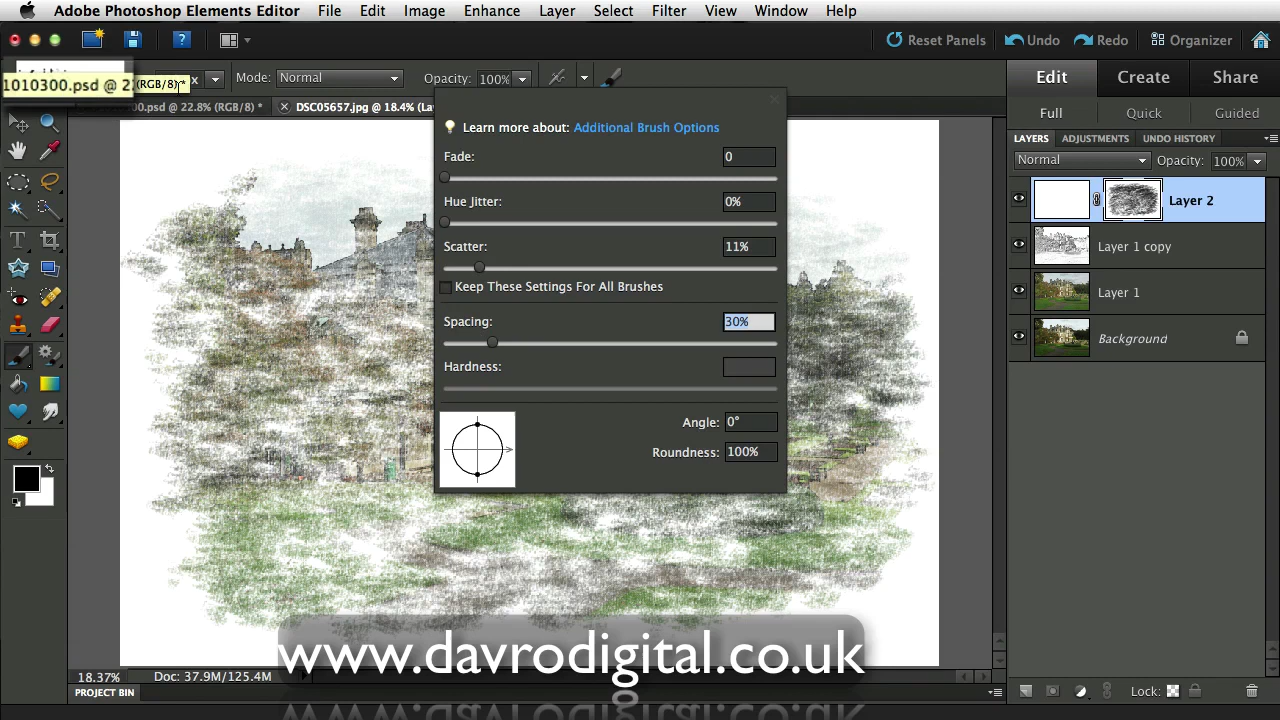 Adobe Photoshop Elements Editor File Edit Image Enhance Layer Select Filter View Window Help
Reset Panels Undo Redo Organizer
1010300.psd @ 2 (RGB/8) *
Mode: Normal Opacity: 100%
Edit Create Share
.psd @ 22.8% (RGB/8) *
DSC05657.jpg @ 18.4% (La
Full Quick Guided
LAYERS ADJUSTMENTS UNDO HISTORY
Normal Opacity: 100%
Learn more about: Additional Brush Options
Fade: 0
Hue Jitter: 0%
Scatter: 11%
Keep These Settings For All Brushes
Spacing: 30%
Hardness:
Angle: 0°
Roundness: 100%
Layer 2
Layer 1 copy
Layer 1
Background
www.davrodigital.co.uk
18.37% Doc: 37.9M/125.4M
PROJECT BIN
Lock: